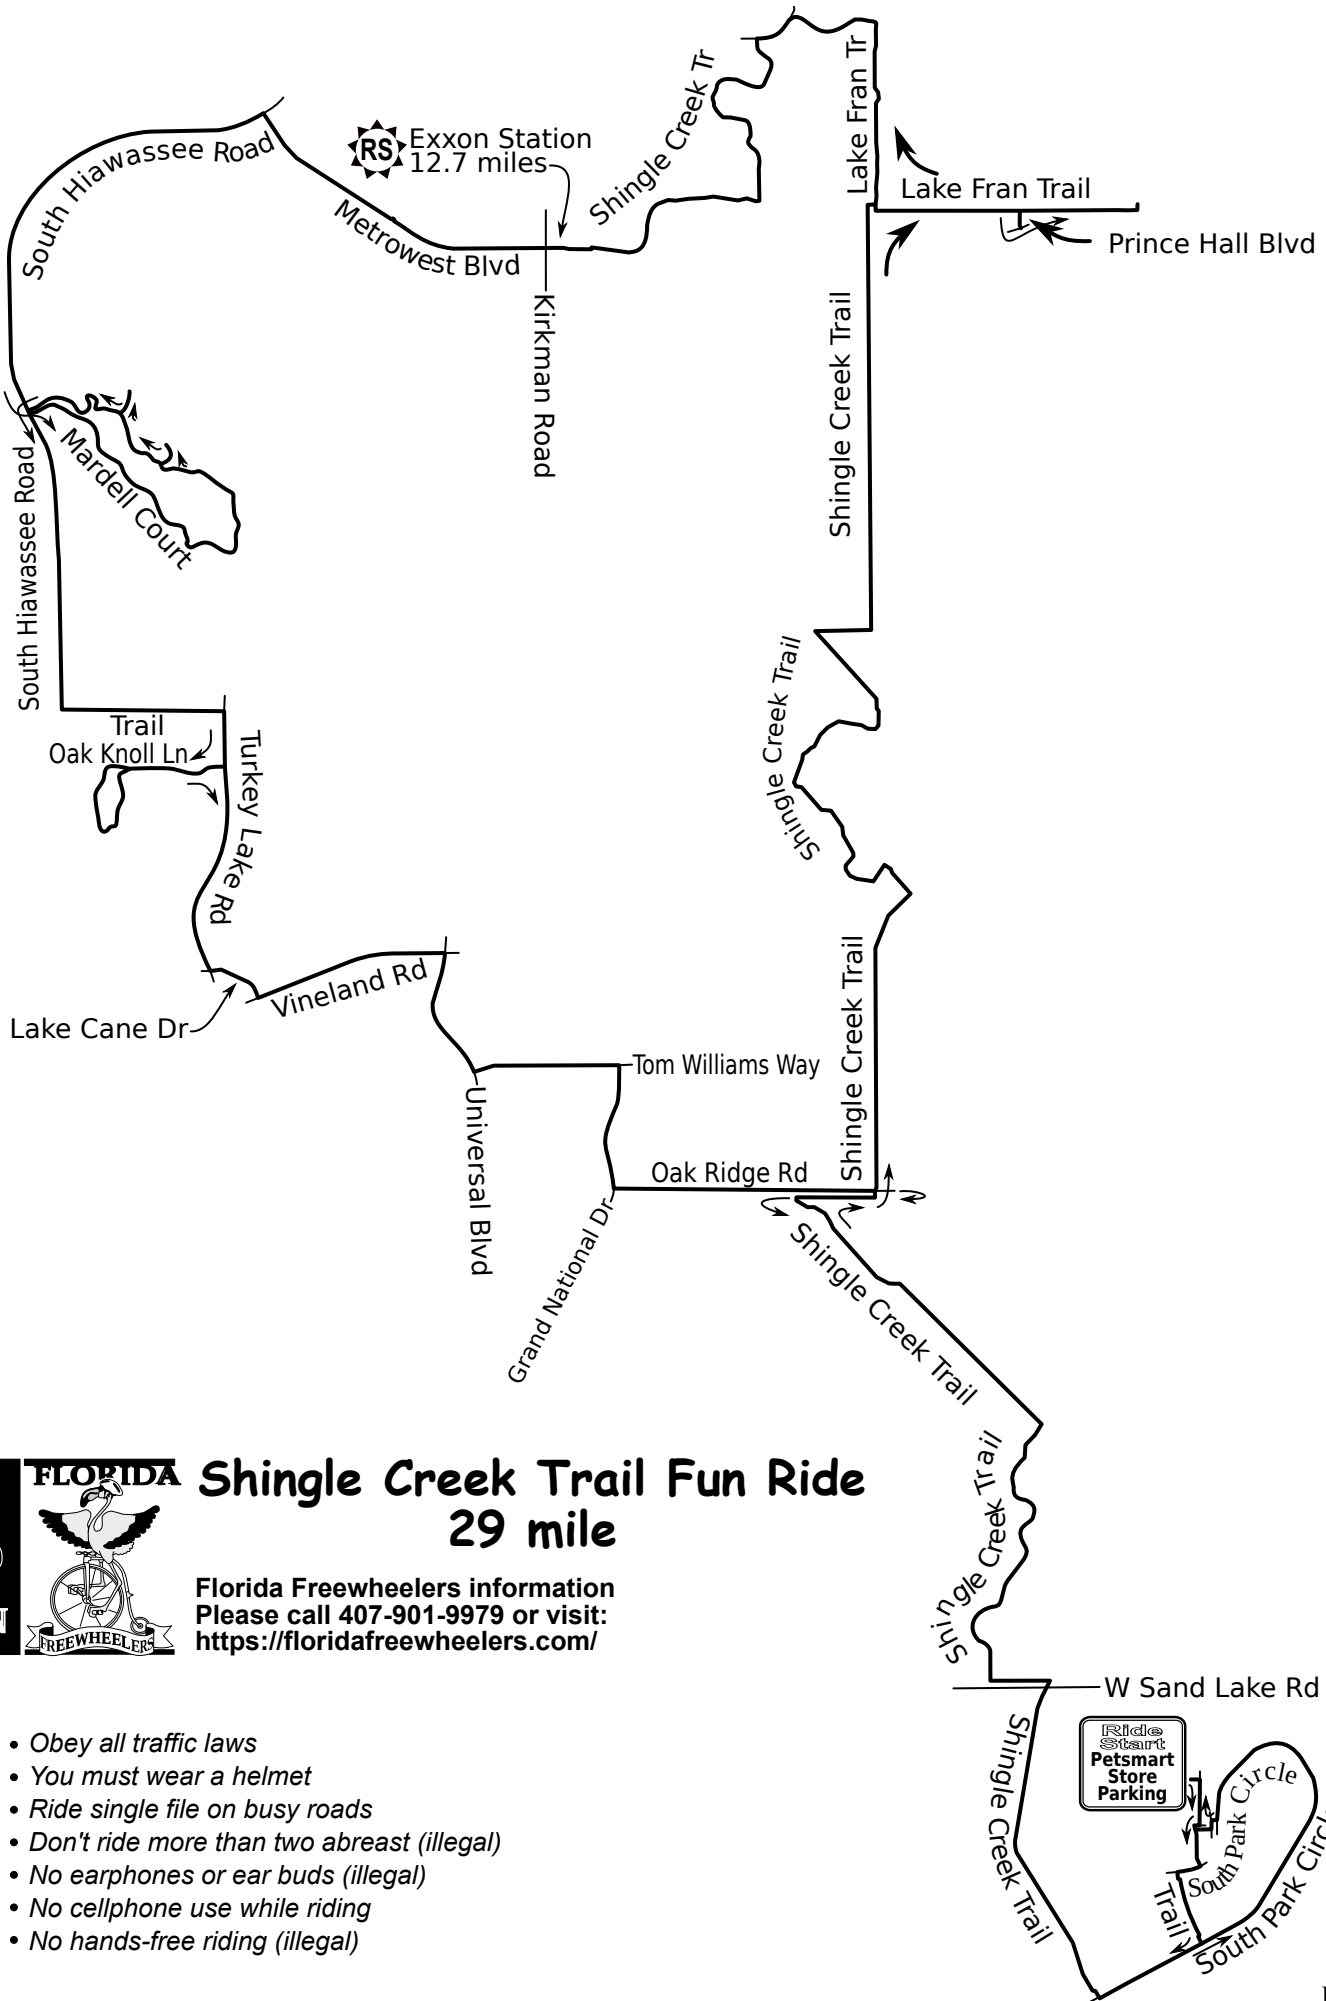 Shingle Creek Tr
Lake Fran Tr
RS
Exxon Station
12.7 miles
South Hiawassee Road
Metrowest Blvd
Kirkman Road
Lake Fran Trail
Prince Hall Blvd
Shingle Creek Trail
Mardell Court
South Hiawassee Road
Shingle Creek Trail
Trail
Oak Knoll Ln
Turkey Lake Rd
Vineland Rd
Lake Cane Dr
Shingle Creek Trail
Tom Williams Way
Universal Blvd
Oak Ridge Rd
Grand National Dr
Shingle Creek Trail
Shingle Creek Trail
FLORIDA
FREEWHEELERS
Shingle Creek Trail Fun Ride
29 mile
Florida Freewheelers information
Please call 407-901-9979 or visit:
https://floridafreewheelers.com/
W Sand Lake Rd
Shingle Creek Trail
Ride
Start
Petsmart
Store
Parking
South Park Circle
Trail
South Park Circle
• Obey all traffic laws
• You must wear a helmet
• Ride single file on busy roads
• Don't ride more than two abreast (illegal)
• No earphones or ear buds (illegal)
• No cellphone use while riding
• No hands-free riding (illegal)